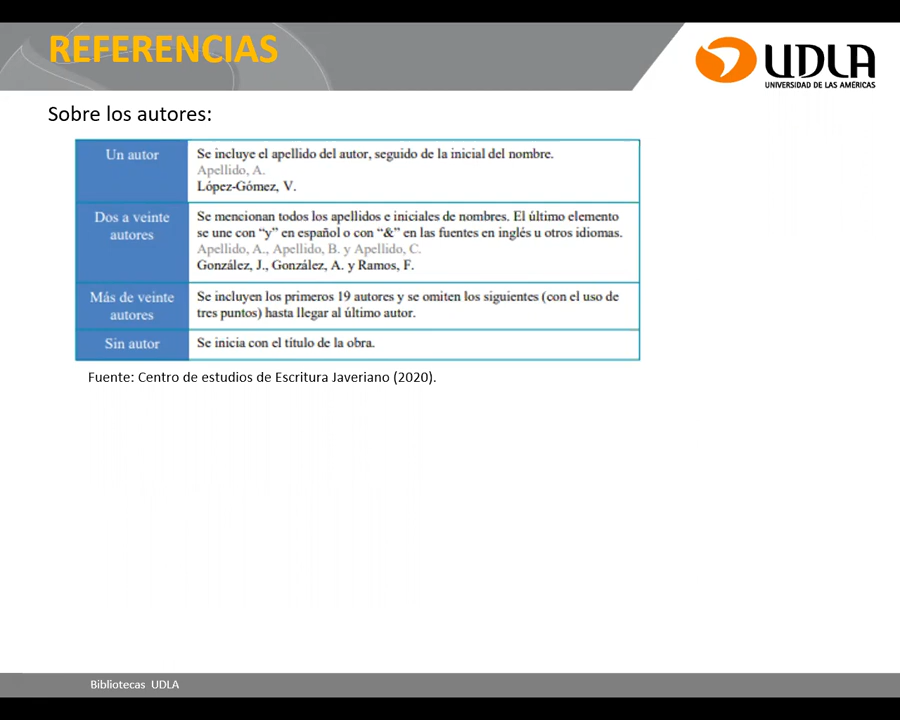 REFERENCIAS
UDLA
UNIVERSIDAD DE LAS AMÉRICAS
Sobre los autores:
Un autor
Se incluye el apellido del autor, seguido de la inicial del nombre.
Apellido, A.
López-Gómez, V.
Dos a veinte
autores
Se mencionan todos los apellidos e iniciales de nombres. El último elemento
se une con “y” en español o con “&” en las fuentes en inglés u otros idiomas.
Apellido, A., Apellido, B. y Apellido, C.
González, J., González, A. y Ramos, F.
Más de veinte
autores
Se incluyen los primeros 19 autores y se omiten los siguientes (con el uso de
tres puntos) hasta llegar al último autor.
Sin autor
Se inicia con el título de la obra.
Fuente: Centro de estudios de Escritura Javeriano (2020).
Bibliotecas UDLA